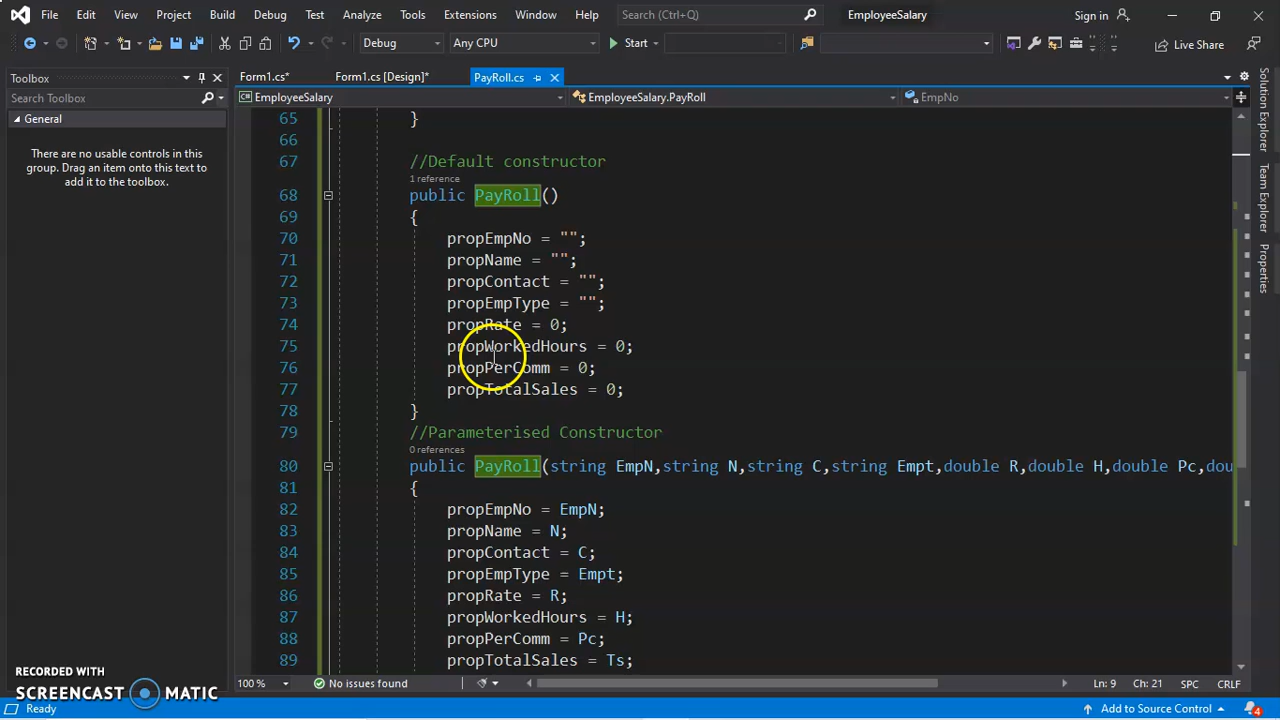 File Edit View Project Build Debug Test Analyze Tools Extensions Window Help Search (Ctrl+Q) EmployeeSalary Sign in
Debug Any CPU Start Live Share
Toolbox
Form1.cs* Form1.cs [Design]* PayRoll.cs
Search Toolbox
EmployeeSalary EmployeeSalary.PayRoll EmpNo
General
There are no usable controls in this
group. Drag an item onto this text to
add it to the toolbox.
65 }
66
67 //Default constructor
1 reference
68 public PayRoll()
69 {
70 propEmpNo = "";
71 propName = "";
72 propContact = "";
73 propEmpType = "";
74 propRate = 0;
75 propWorkedHours = 0;
76 propPerComm = 0;
77 propTotalSales = 0;
78 }
79 //Parameterised Constructor
0 references
80 public PayRoll(string EmpN,string N,string C,string Empt,double R,double H,double Pc,dou
81 {
82 propEmpNo = EmpN;
83 propName = N;
84 propContact = C;
85 propEmpType = Empt;
86 propRate = R;
87 propWorkedHours = H;
88 propPerComm = Pc;
89 propTotalSales = Ts;
Solution Explorer
Team Explorer
Properties
100 % No issues found Ln: 9 Ch: 21 SPC CRLF
RECORDED WITH
SCREENCAST MATIC
Ready Add to Source Control 4